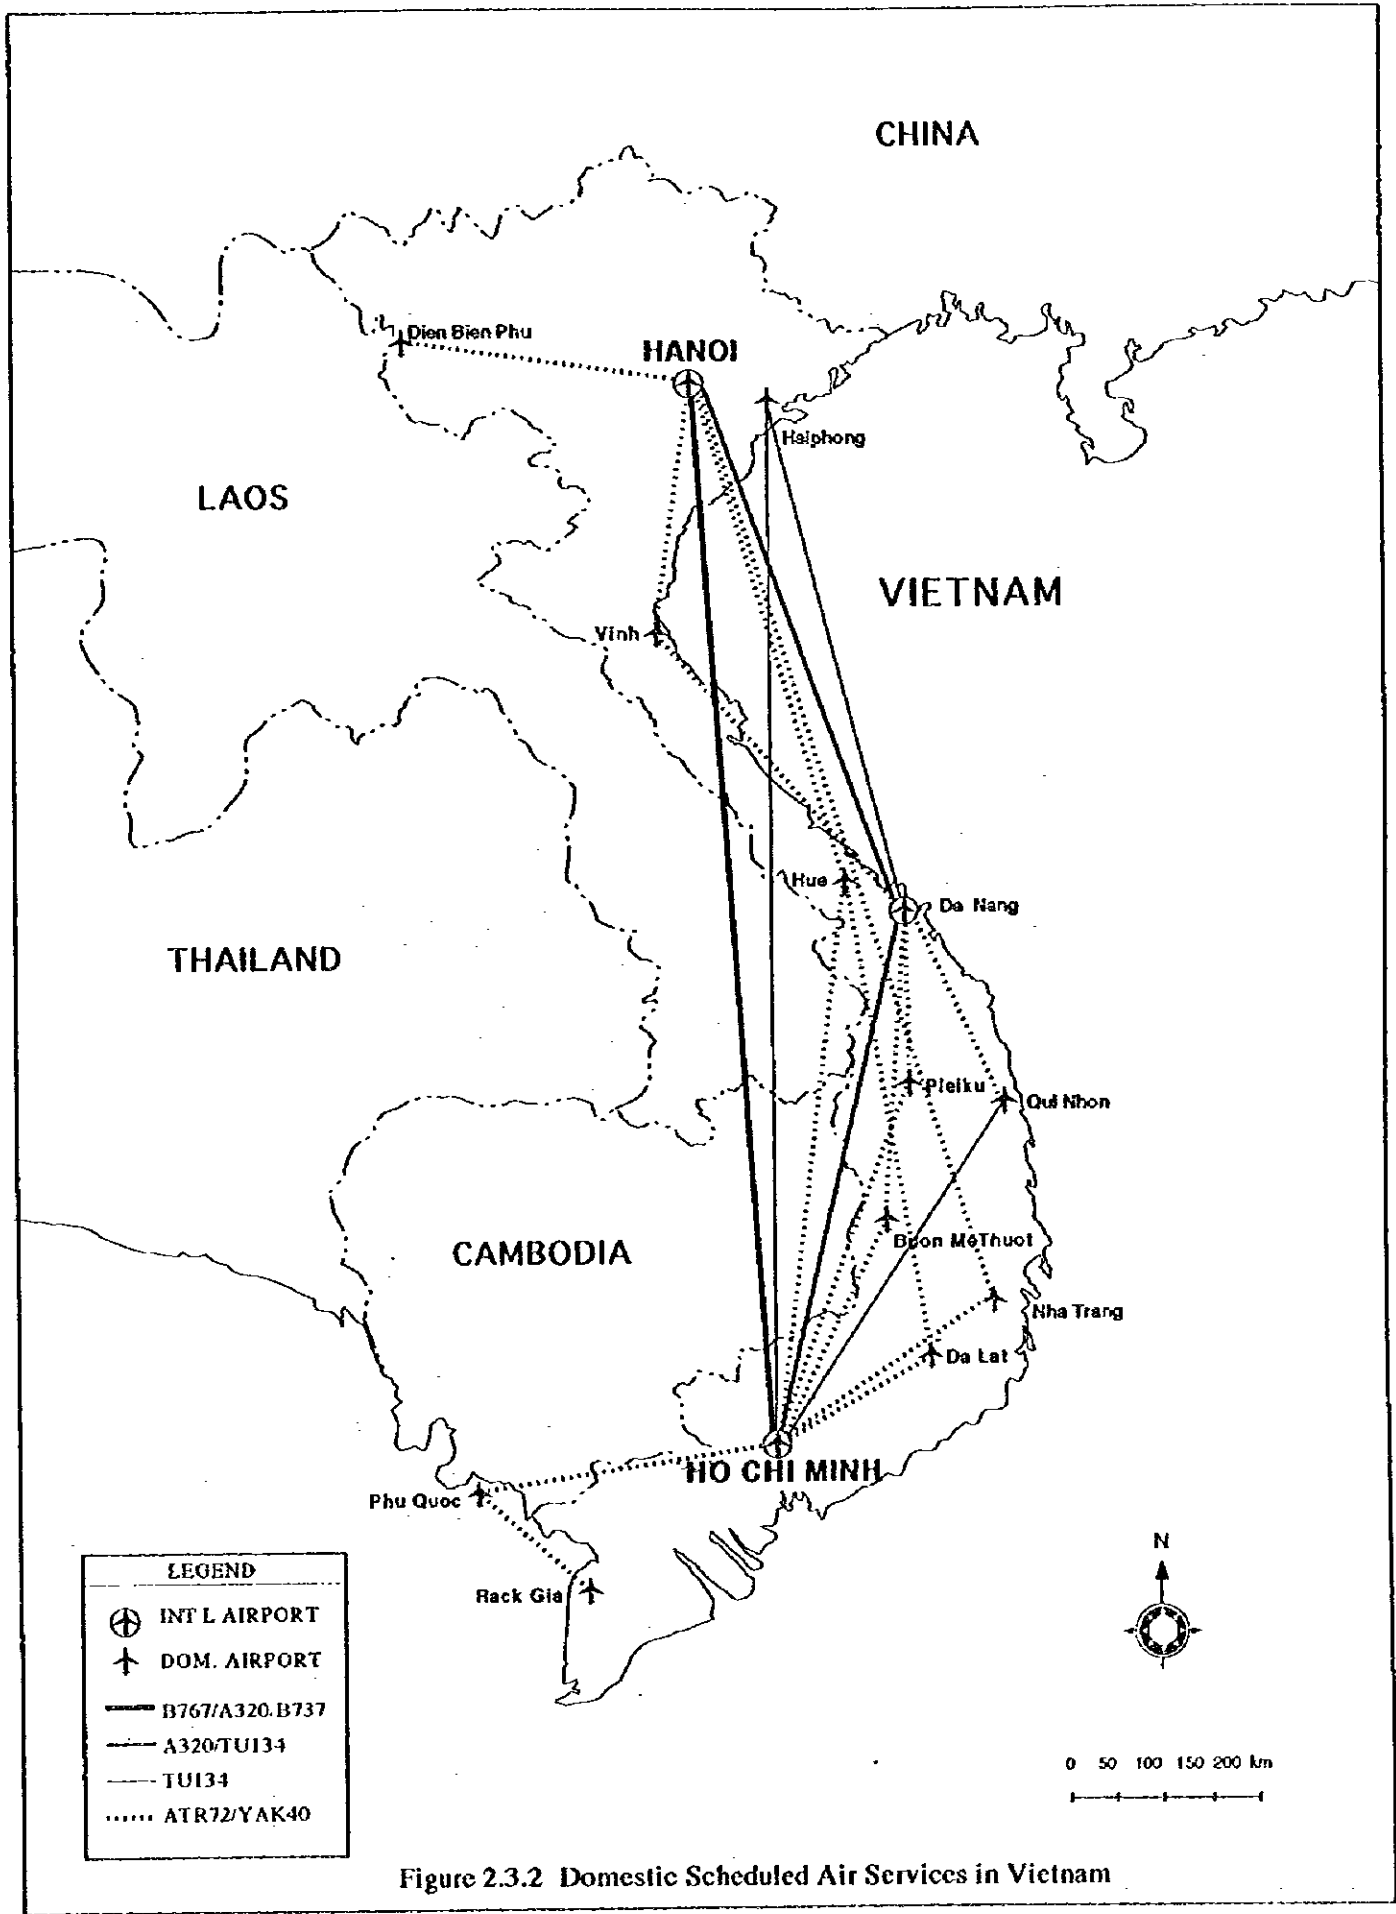 CHINA
Dien Bien Phu
HANOI
Haiphong
LAOS
VIETNAM
Vinh
Hue
Da Nang
THAILAND
Pleiku
Qui Nhon
CAMBODIA
Buon MeThuot
Nha Trang
Da Lat
HO CHI MINH
Phu Quoc
Rack Gia
N
LEGEND
INT L AIRPORT
DOM. AIRPORT
B767/A320.B737
A320/TU134
TU134
ATR72/YAK40
0 50 100 150 200 km
Figure 2.3.2 Domestic Scheduled Air Services in Vietnam